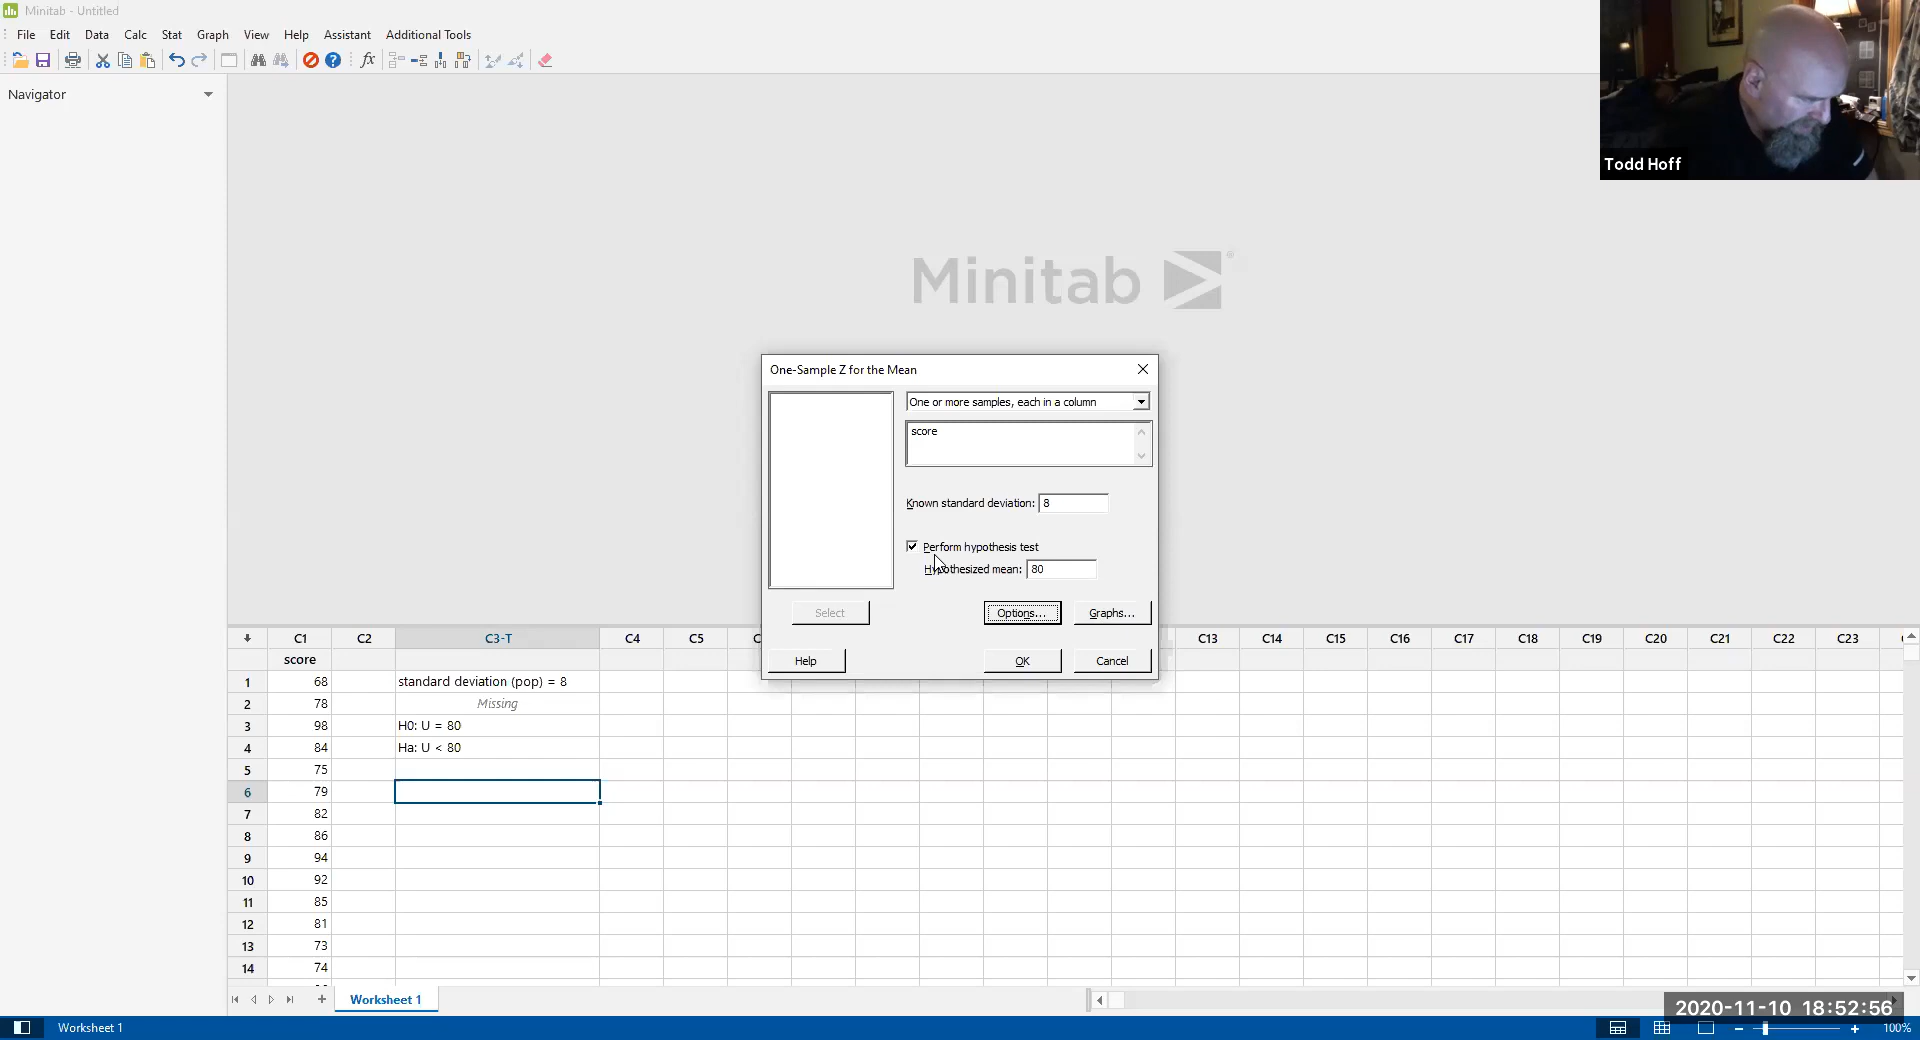 Minitab - Untitled
File Edit Data Calc Stat Graph View Help Assistant Additional Tools
Navigator
Todd Hoff
Minitab
One-Sample Z for the Mean
One or more samples, each in a column
score
Known standard deviation: 8
Perform hypothesis test
Hypothesized mean: 80
Select Options... Graphs...
Help OK Cancel
C1 C2 C3-T C4 C5 C13 C14 C15 C16 C17 C18 C19 C20 C21 C22 C23
score
1 68 standard deviation (pop) = 8
2 78 Missing
3 98 H0: U = 80
4 84 Ha: U < 80
5 75
6 79
7 82
8 86
9 94
10 92
11 85
12 81
13 73
14 74
Worksheet 1
2020-11-10 18:52:56
Worksheet 1 100%